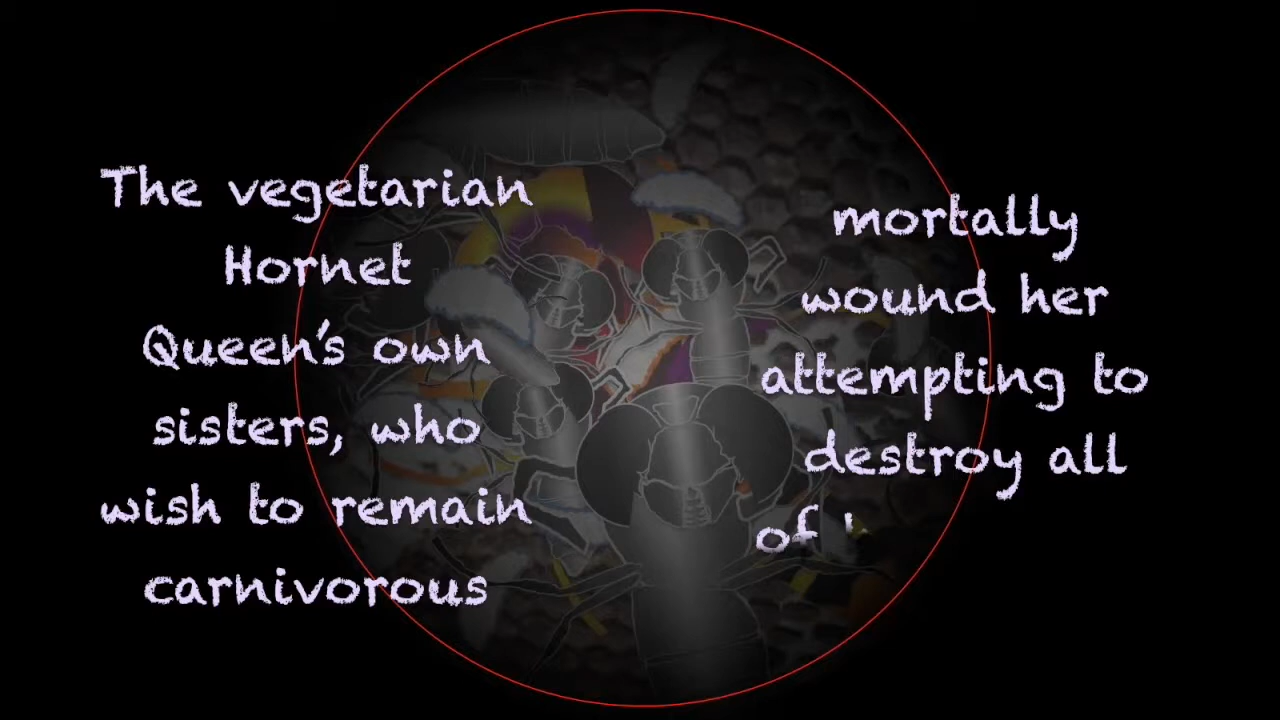 The vegetarian
Hornet
Queen's own
sisters, who
wish to remain
carnivorous
mortally
wound her
attempting to
destroy all
of